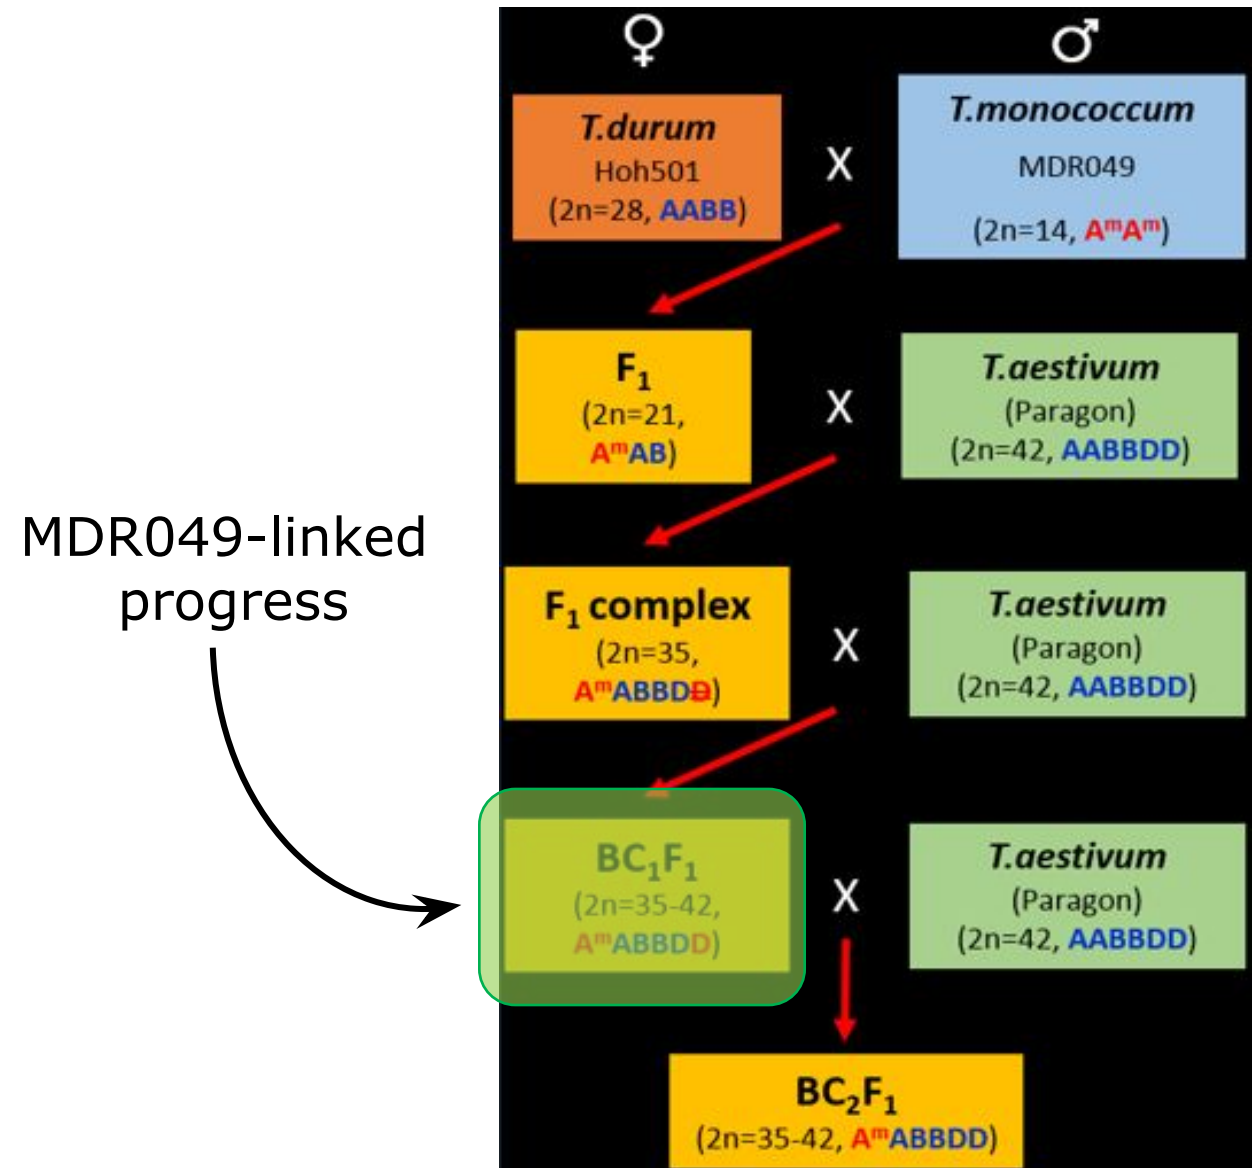 ♀ ♂
T.durum
Hoh501
(2n=28, AABB)
X
T.monococcum
MDR049
(2n=14, AᵐAᵐ)
F₁
(2n=21,
AᵐAB)
X
T.aestivum
(Paragon)
(2n=42, AABBDD)
MDR049-linked
progress
F₁ complex
(2n=35,
AᵐABBDD)
X
T.aestivum
(Paragon)
(2n=42, AABBDD)
BC₁F₁
(2n=35-42,
AᵐABBDD)
X
T.aestivum
(Paragon)
(2n=42, AABBDD)
BC₂F₁
(2n=35-42, AᵐABBDD)